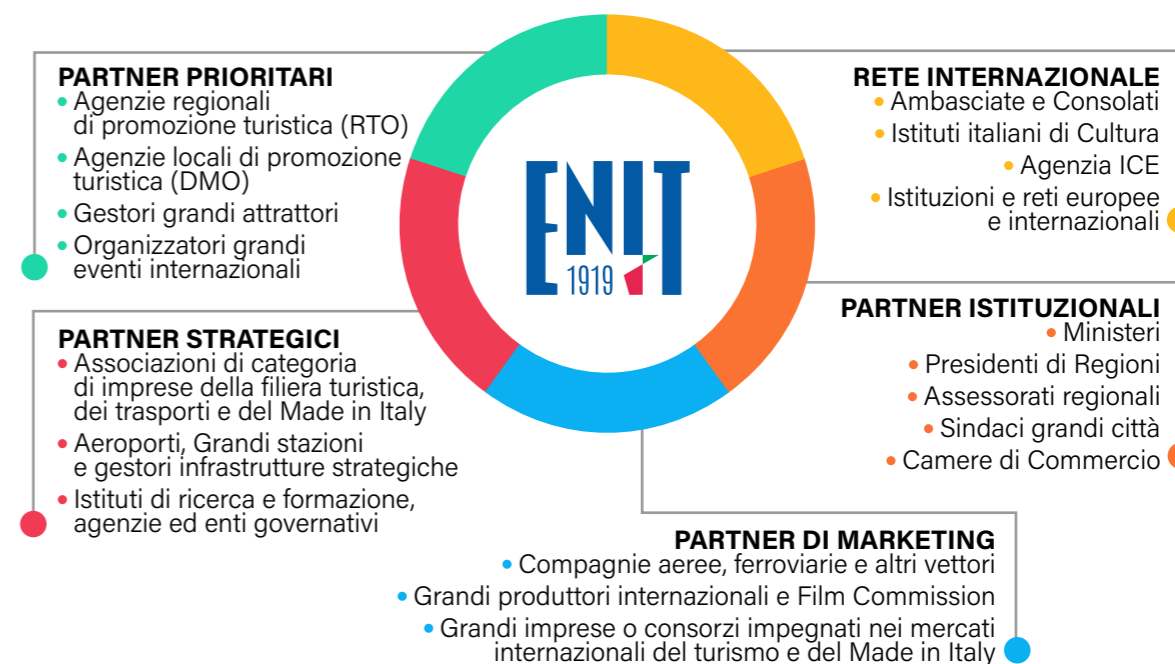 PARTNER PRIORITARI
• Agenzie regionali
di promozione turistica (RTO)
• Agenzie locali di promozione
turistica (DMO)
• Gestori grandi attrattori
• Organizzatori grandi
eventi internazionali
PARTNER STRATEGICI
• Associazioni di categoria
di imprese della filiera turistica,
dei trasporti e del Made in Italy
• Aeroporti, Grandi stazioni
e gestori infrastrutture strategiche
• Istituti di ricerca e formazione,
agenzie ed enti governativi
ENIT
1919
RETE INTERNAZIONALE
• Ambasciate e Consolati
• Istituti italiani di Cultura
• Agenzia ICE
• Istituzioni e reti europee
e internazionali
PARTNER ISTITUZIONALI
• Ministeri
• Presidenti di Regioni
• Assessorati regionali
• Sindaci grandi città
• Camere di Commercio
PARTNER DI MARKETING
• Compagnie aeree, ferroviarie e altri vettori
• Grandi produttori internazionali e Film Commission
• Grandi imprese o consorzi impegnati nei mercati
internazionali del turismo e del Made in Italy